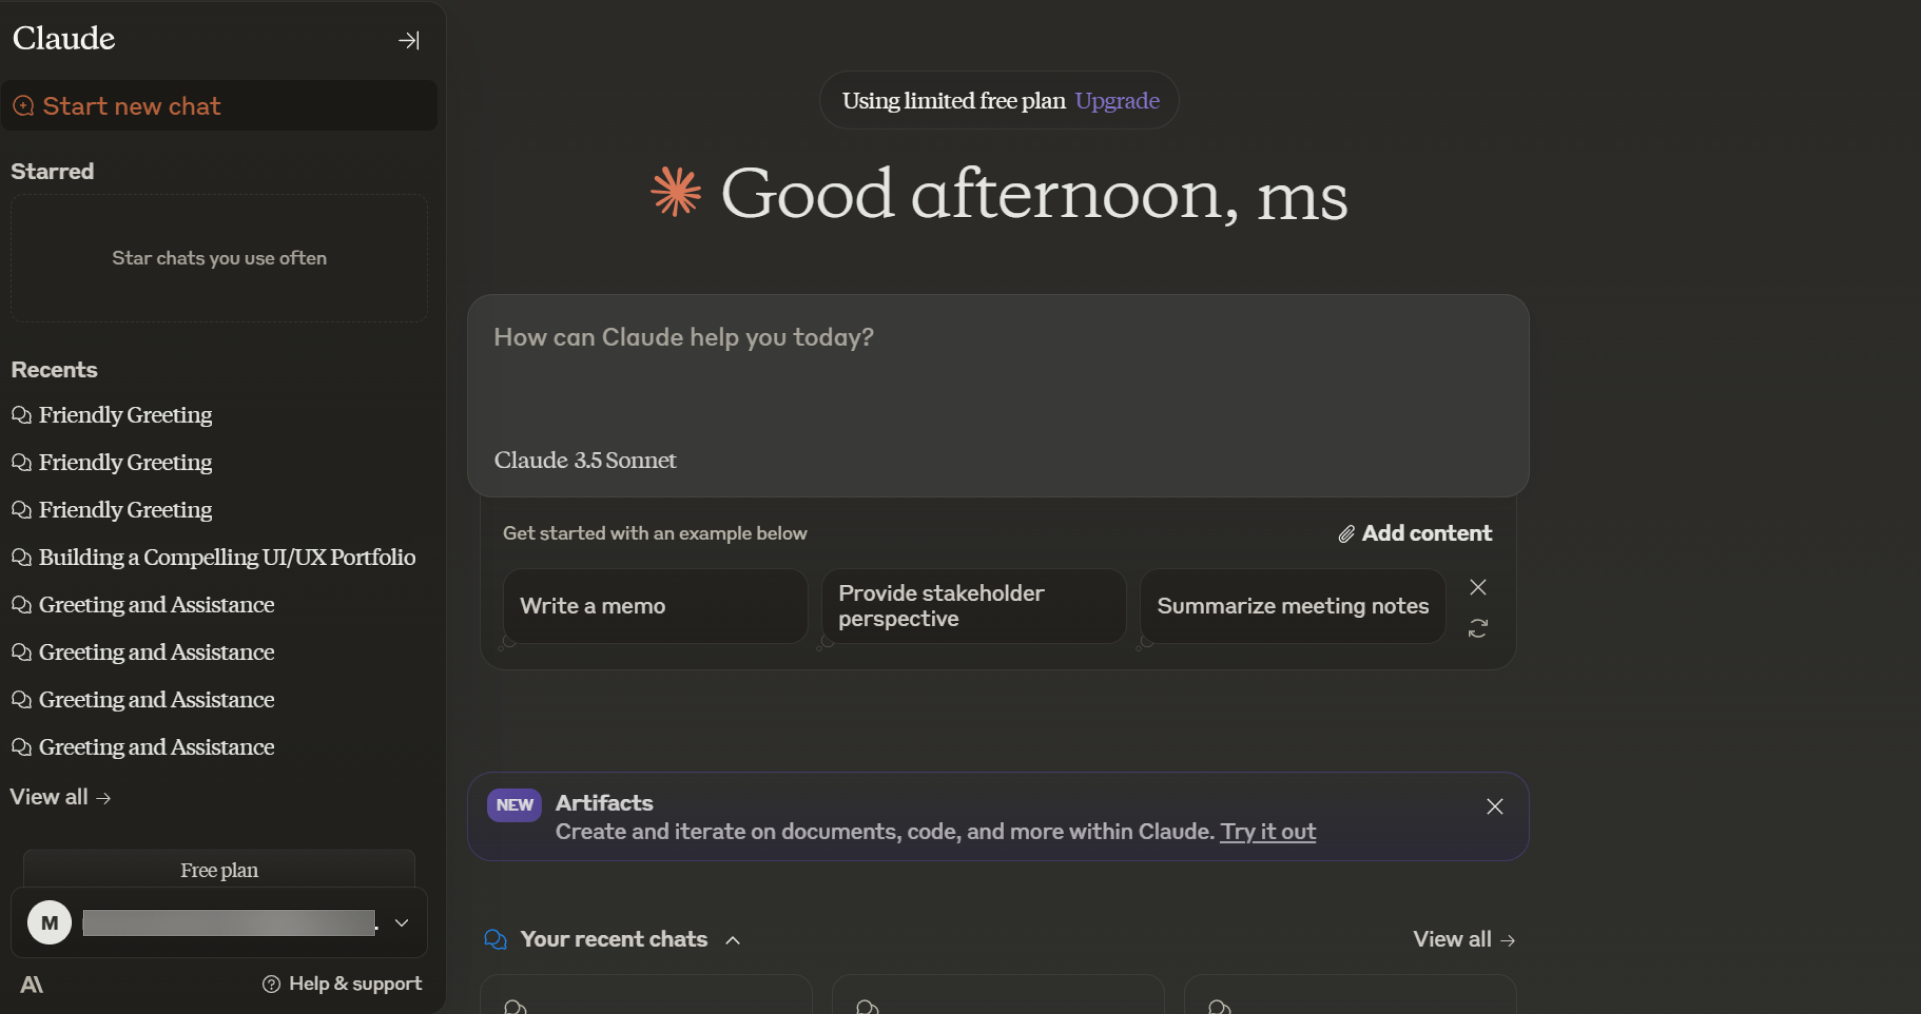 Claude
Start new chat
Starred
Star chats you use often
Recents
Friendly Greeting
Friendly Greeting
Friendly Greeting
Building a Compelling UI/UX Portfolio
Greeting and Assistance
Greeting and Assistance
Greeting and Assistance
Greeting and Assistance
View all →
Free plan
M
A\
Help & support
Using limited free plan Upgrade
Good afternoon, ms
How can Claude help you today?
Claude 3.5 Sonnet
Get started with an example below
Add content
Write a memo
Provide stakeholder
perspective
Summarize meeting notes
NEW
Artifacts
Create and iterate on documents, code, and more within Claude. Try it out
Your recent chats
View all →